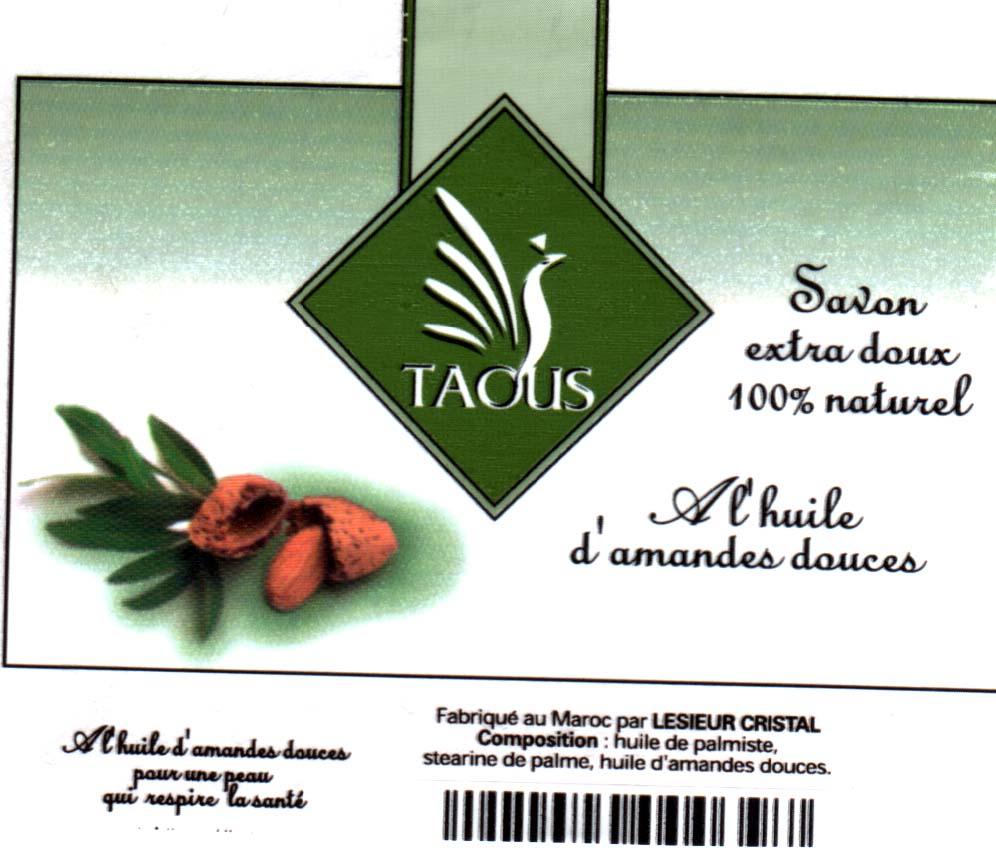 TAOUS
Savon
extra doux
100% naturel
A l'huile
d'amandes douces
A l'huile d'amandes douces
pour une peau
qui respire la santé
Fabriqué au Maroc par LESIEUR CRISTAL
Composition : huile de palmiste,
stearine de palme, huile d'amandes douces.